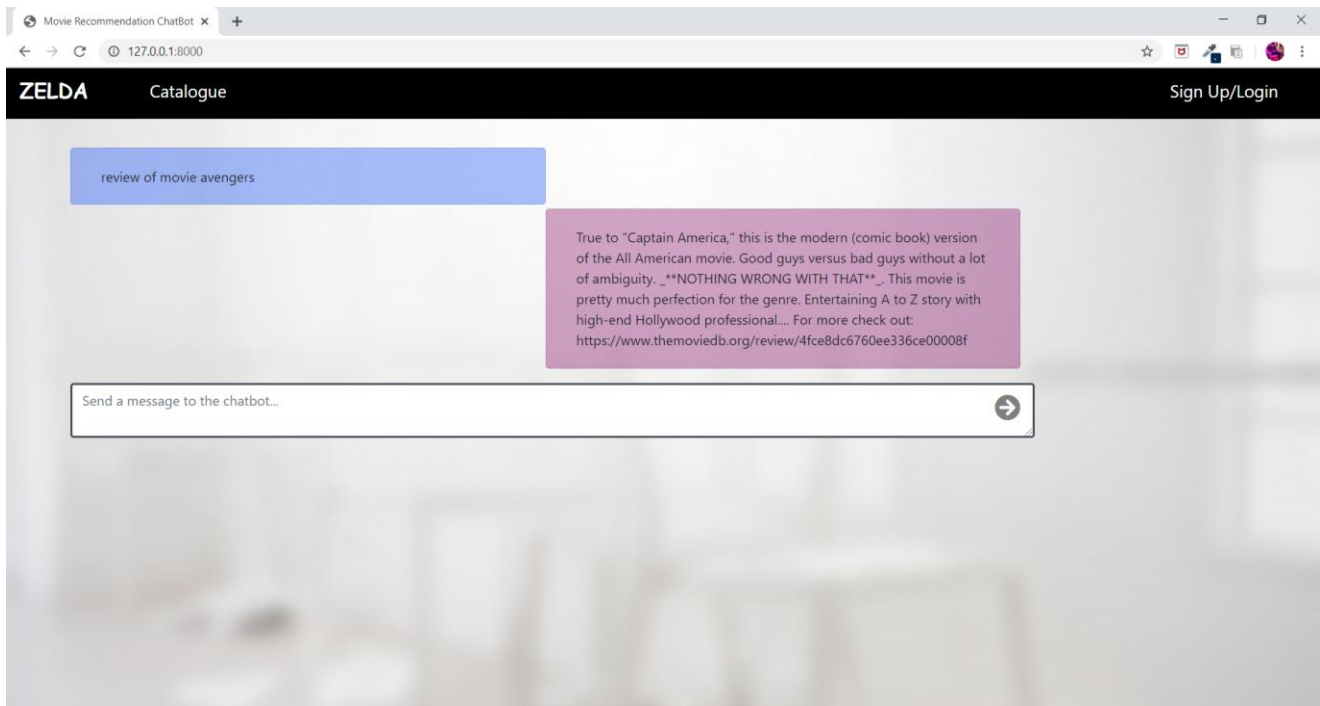 Movie Recommendation ChatBot
127.0.0.1:8000
ZELDA Catalogue Sign Up/Login
review of movie avengers
True to "Captain America," this is the modern (comic book) version
of the All American movie. Good guys versus bad guys without a lot
of ambiguity. _**NOTHING WRONG WITH THAT**_. This movie is
pretty much perfection for the genre. Entertaining A to Z story with
high-end Hollywood professional.... For more check out:
https://www.themoviedb.org/review/4fce8dc6760ee336ce00008f
Send a message to the chatbot...